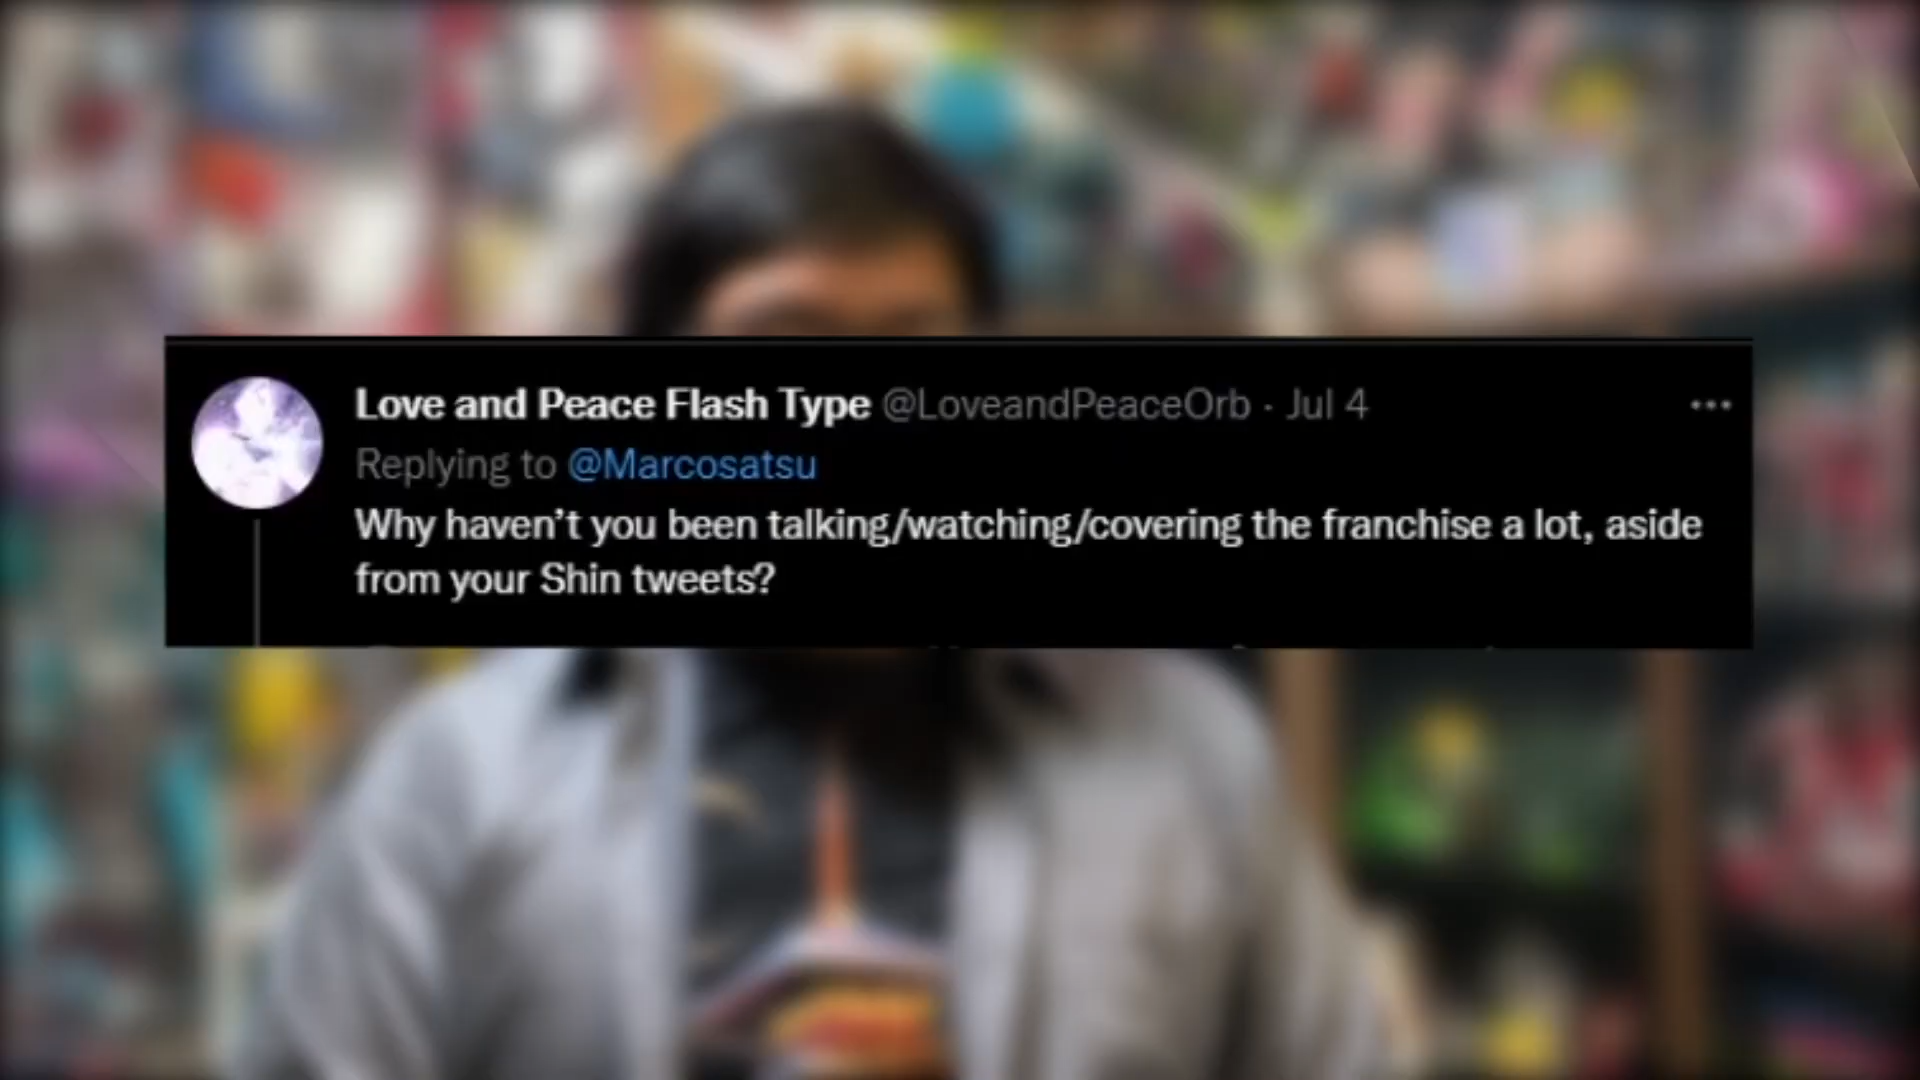 Love and Peace Flash Type @LoveandPeaceOrb · Jul 4
Replying to @Marcosatsu
Why haven’t you been talking/watching/covering the franchise a lot, aside
from your Shin tweets?